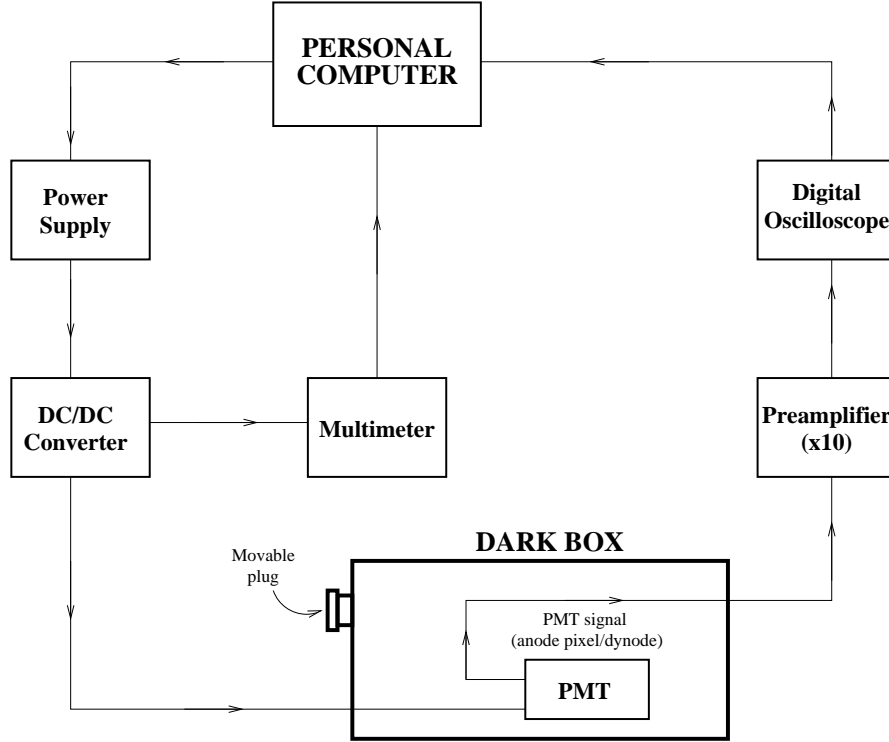 PERSONAL
COMPUTER
Power
Supply
Digital
Oscilloscope
DC/DC
Converter
Multimeter
Preamplifier
(x10)
DARK BOX
Movable
plug
PMT signal
(anode pixel/dynode)
PMT